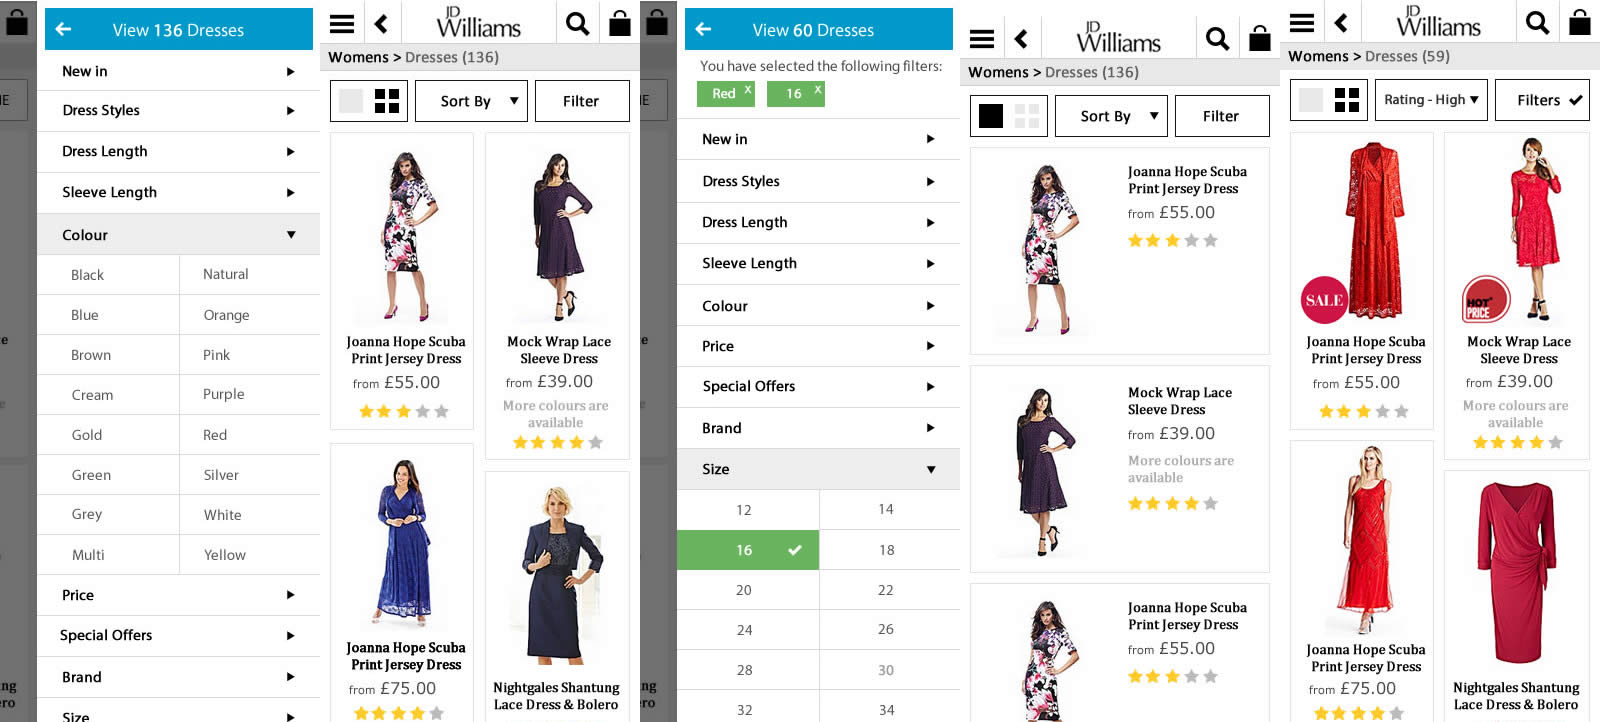 View 136 Dresses
New in
Dress Styles
Dress Length
Sleeve Length
Colour
Black Natural
Blue Orange
Brown Pink
Cream Purple
Gold Red
Green Silver
Grey White
Multi Yellow
Price
Special Offers
Brand
Size
JD
Williams
Womens > Dresses (136)
Sort By Filter
Joanna Hope Scuba
Print Jersey Dress
from £55.00
Mock Wrap Lace
Sleeve Dress
from £39.00
More colours are
available
Joanna Hope Scuba
Print Jersey Dress
from £75.00
Nightgales Shantung
Lace Dress & Bolero
View 60 Dresses
You have selected the following filters:
Red x 16 x
New in
Dress Styles
Dress Length
Sleeve Length
Colour
Price
Special Offers
Brand
Size
12 14
16 18
20 22
24 26
28 30
32 34
JD
Williams
Womens > Dresses (136)
Sort By Filter
Joanna Hope Scuba
Print Jersey Dress
from £55.00
Mock Wrap Lace
Sleeve Dress
from £39.00
More colours are
available
Joanna Hope Scuba
Print Jersey Dress
from £55.00
JD
Williams
Womens > Dresses (59)
Rating - High Filters
SALE
Joanna Hope Scuba
Print Jersey Dress
from £55.00
HOT
PRICE
Mock Wrap Lace
Sleeve Dress
from £39.00
More colours are
available
Joanna Hope Scuba
Print Jersey Dress
from £75.00
Nightgales Shantung
Lace Dress & Bolero